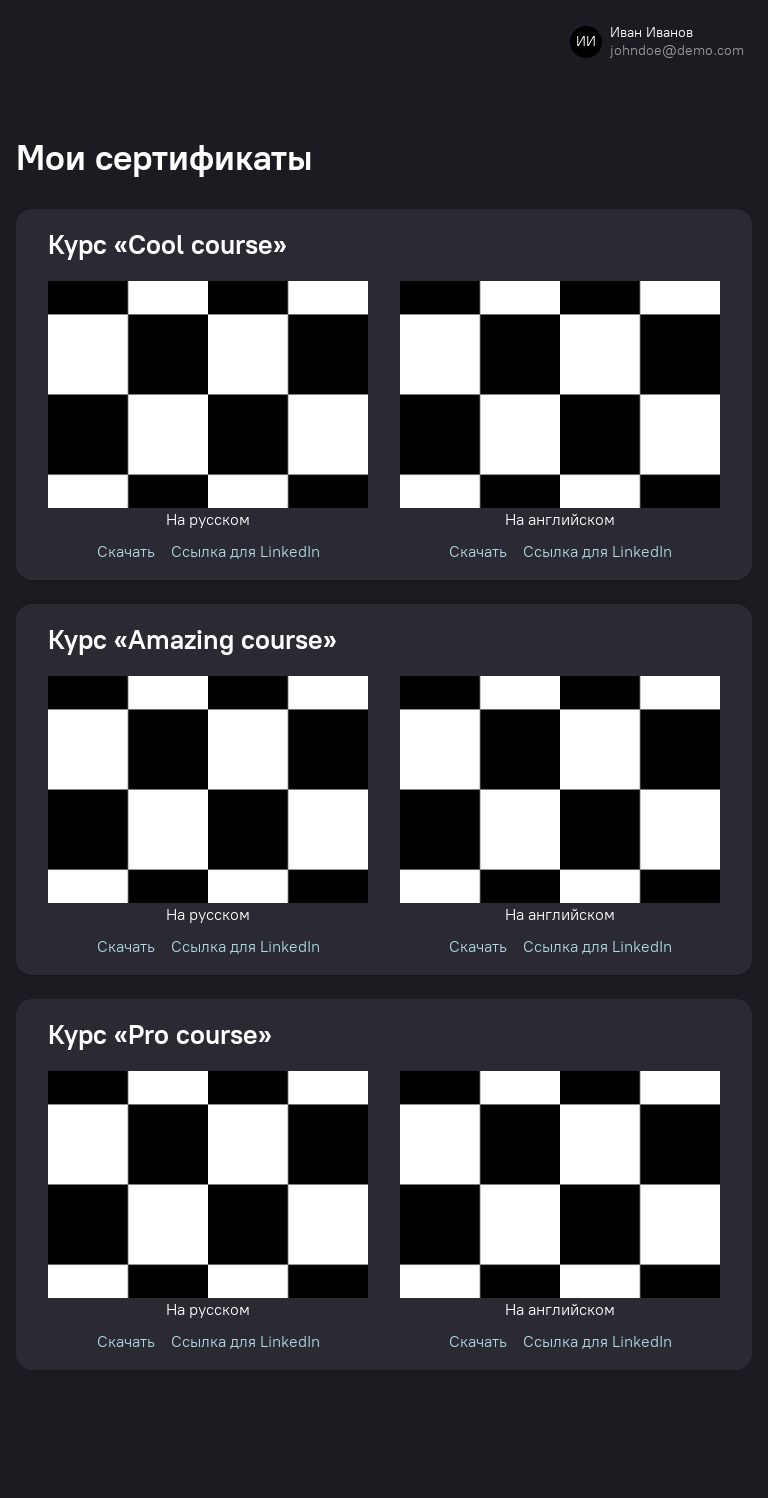 ИИ
Иван Иванов
johndoe@demo.com
Мои сертификаты
Курс «Cool course»
На русском
Скачать Ссылка для LinkedIn
На английском
Скачать Ссылка для LinkedIn
Курс «Amazing course»
На русском
Скачать Ссылка для LinkedIn
На английском
Скачать Ссылка для LinkedIn
Курс «Pro course»
На русском
Скачать Ссылка для LinkedIn
На английском
Скачать Ссылка для LinkedIn